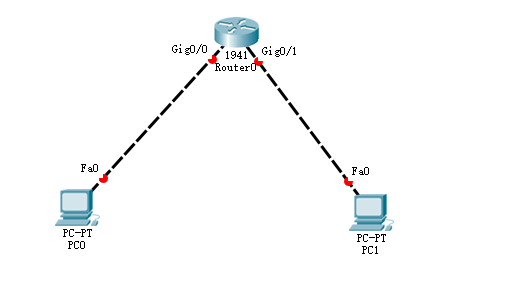 Gig0/0
Gig0/1
1941
Router0
Fa0
Fa0
PC-PT
PC0
PC-PT
PC1